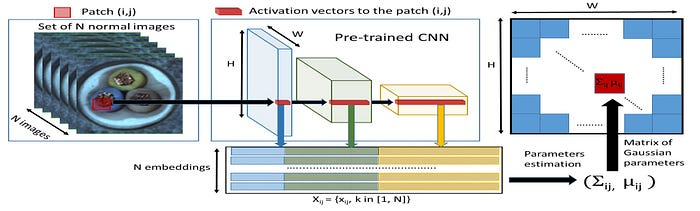 Patch (i,j)
Activation vectors to the patch (i,j)
Set of N normal images
N images
W
H
Pre-trained CNN
W
H
Σij μij
N embeddings
Xij = {xij, k in [1, N]}
Parameters
estimation
Matrix of
Gaussian
parameters
(Σij, μij )